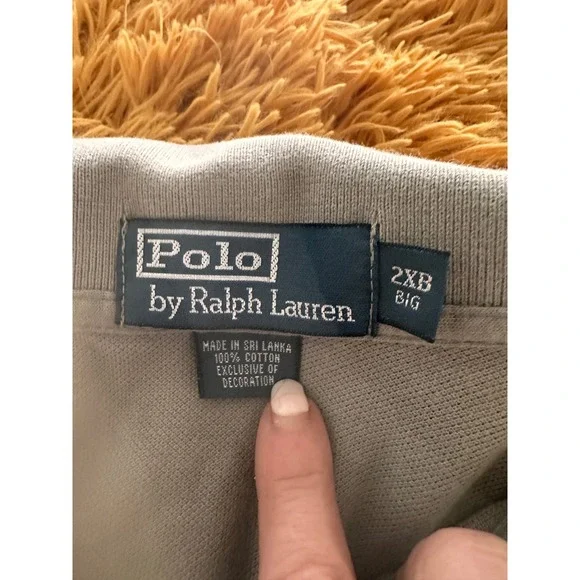 Polo
by Ralph Lauren
2XB
BIG
MADE IN SRI LANKA
100% COTTON
EXCLUSIVE OF
DECORATION